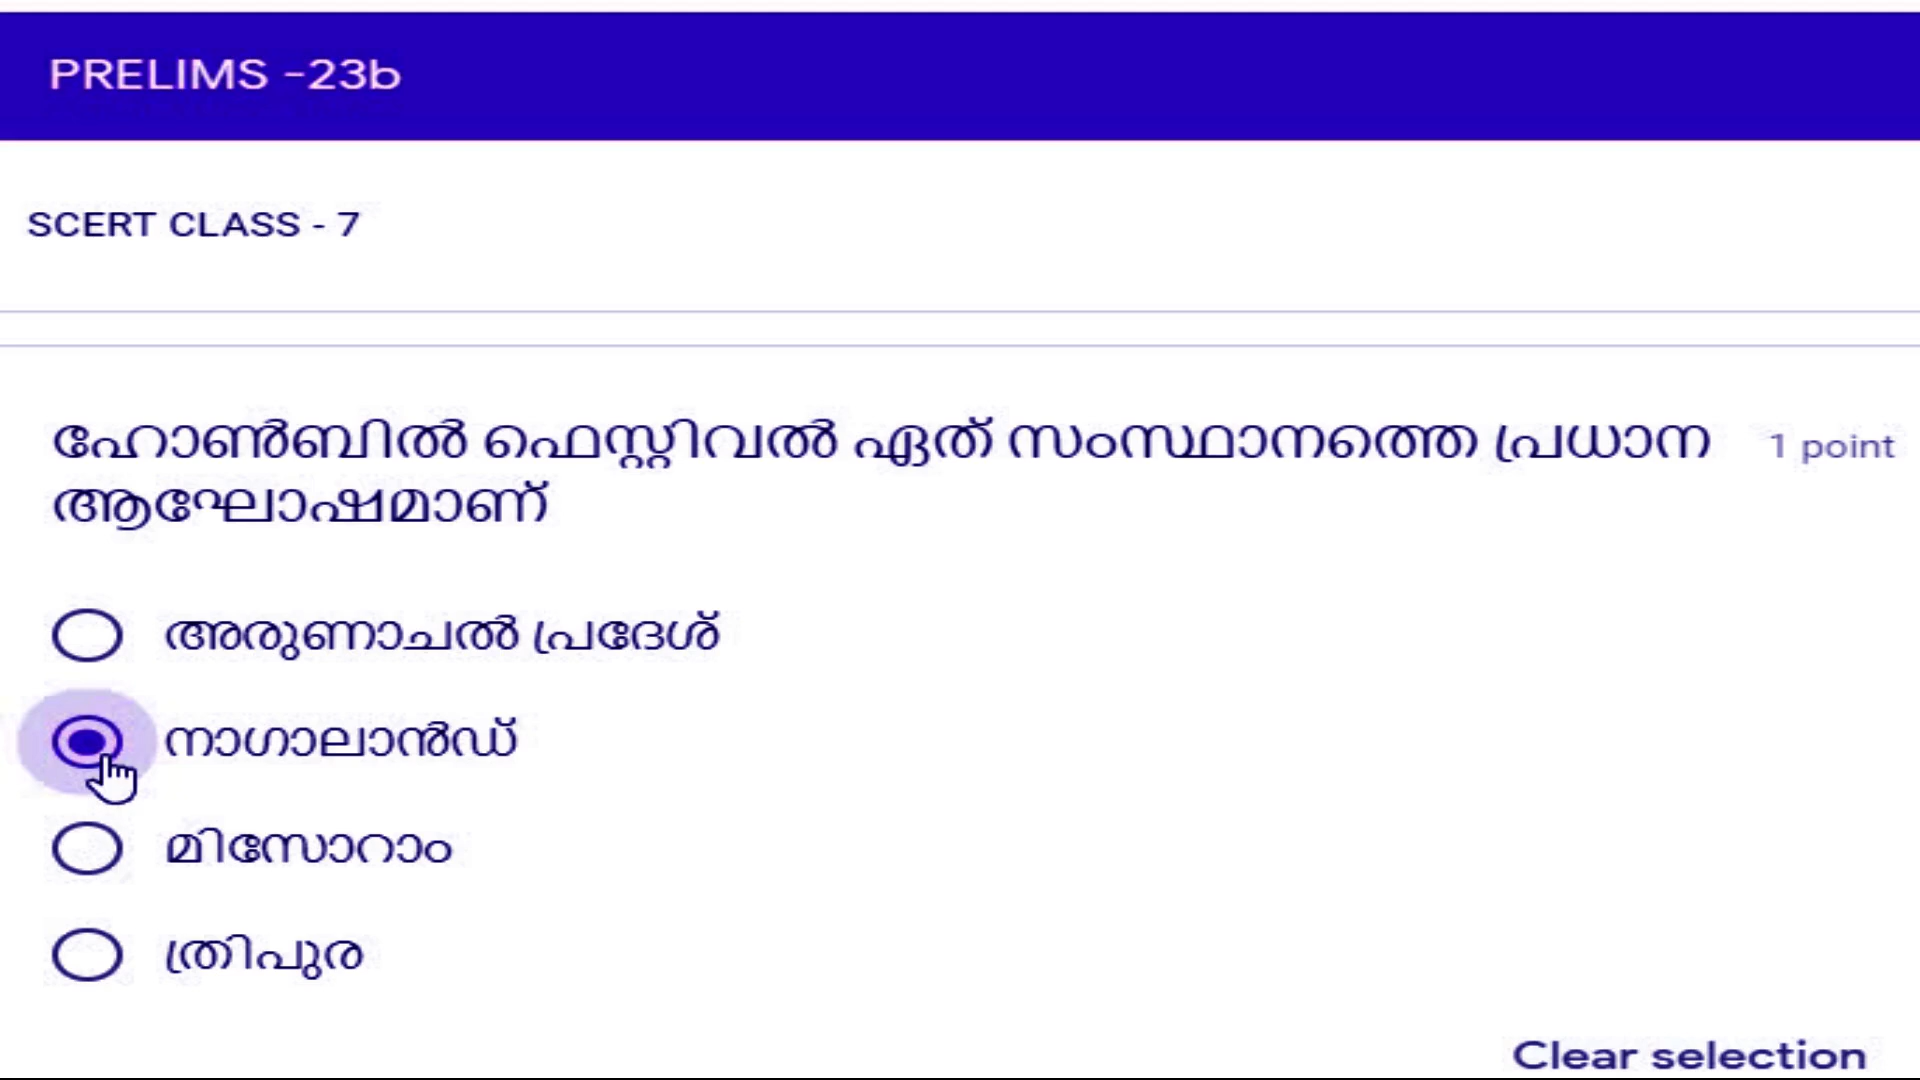 PRELIMS -23b
SCERT CLASS - 7
ഹോൺബിൽ ഫെസ്റ്റിവൽ ഏത് സംസ്ഥാനത്തെ പ്രധാന 1 point
ആഘോഷമാണ്
അരുണാചൽ പ്രദേശ്
നാഗാലാൻഡ്
മിസോറാം
ത്രിപുര
Clear selection